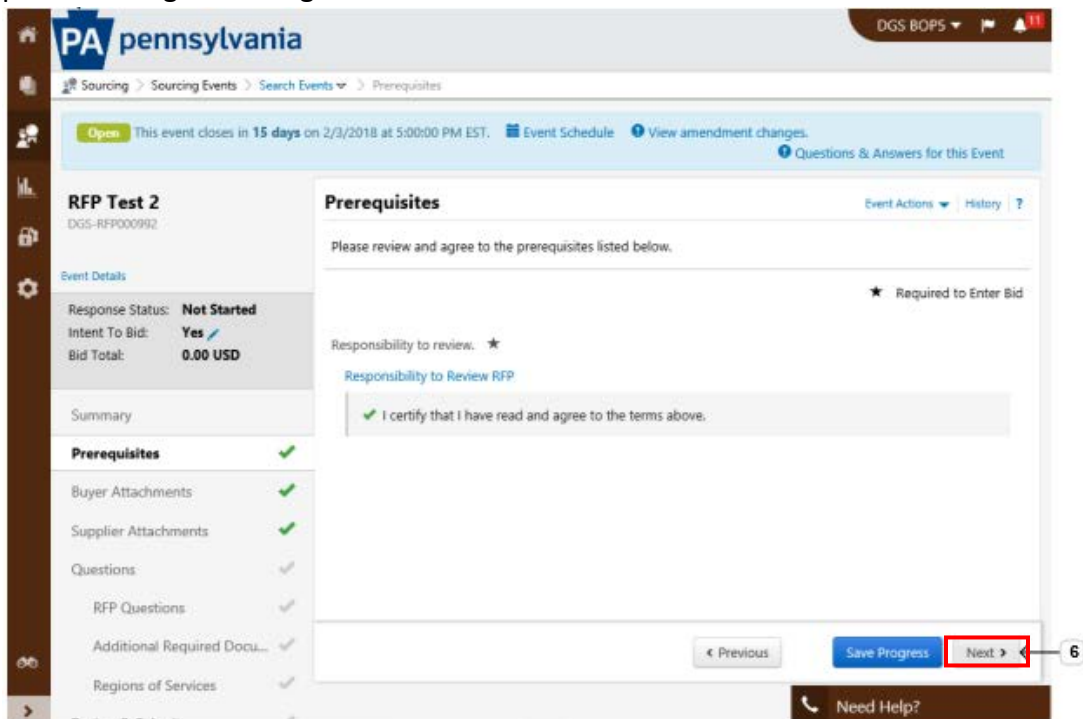 PA pennsylvania
DGS BOPS
11
Sourcing > Sourcing Events > Search Events > Prerequisites
Open This event closes in 15 days on 2/3/2018 at 5:00:00 PM EST. Event Schedule View amendment changes.
Questions & Answers for this Event
RFP Test 2
DGS-RFP000992
Event Details
Response Status: Not Started
Intent To Bid: Yes
Bid Total: 0.00 USD
Summary
Prerequisites
Buyer Attachments
Supplier Attachments
Questions
RFP Questions
Additional Required Docu...
Regions of Services
Prerequisites
Event Actions History ?
Please review and agree to the prerequisites listed below.
★ Required to Enter Bid
Responsibility to review. ★
Responsibility to Review RFP
✔ I certify that I have read and agree to the terms above.
< Previous Save Progress Next >
6
Need Help?